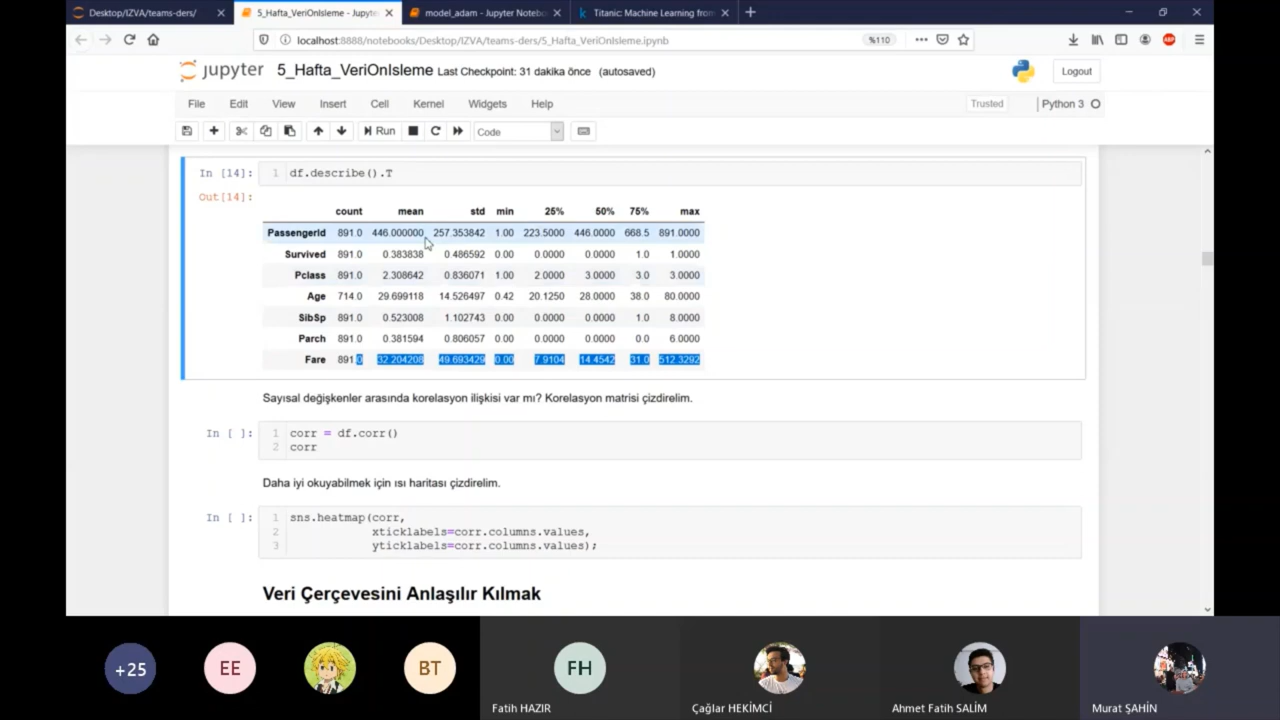 Desktop/IZVA/teams-ders/
5_Hafta_VeriOnIsleme - Jupyte
model_adam - Jupyter Notebo
Titanic: Machine Learning from
localhost:8888/notebooks/Desktop/IZVA/teams-ders/5_Hafta_VeriOnIsleme.ipynb
%110
ABP
jupyter 5_Hafta_VeriOnIsleme Last Checkpoint: 31 dakika önce (autosaved)
Logout
File Edit View Insert Cell Kernel Widgets Help
Trusted
Python 3
Run
Code
In [14]: 1 df.describe().T
Out[14]:
count mean std min 25% 50% 75% max
PassengerId 891.0 446.000000 257.353842 1.00 223.5000 446.0000 668.5 891.0000
Survived 891.0 0.383838 0.486592 0.00 0.0000 0.0000 1.0 1.0000
Pclass 891.0 2.308642 0.836071 1.00 2.0000 3.0000 3.0 3.0000
Age 714.0 29.699118 14.526497 0.42 20.1250 28.0000 38.0 80.0000
SibSp 891.0 0.523008 1.102743 0.00 0.0000 0.0000 1.0 8.0000
Parch 891.0 0.381594 0.806057 0.00 0.0000 0.0000 0.0 6.0000
Fare 891.0 32.204208 49.693429 0.00 7.9104 14.4542 31.0 512.3292
Sayısal değişkenler arasında korelasyon ilişkisi var mı? Korelasyon matrisi çizdirelim.
In [ ]: 1 corr = df.corr()
2 corr
Daha iyi okuyabilmek için ısı haritası çizdirelim.
In [ ]: 1 sns.heatmap(corr,
2 xticklabels=corr.columns.values,
3 yticklabels=corr.columns.values);
Veri Çerçevesini Anlaşılır Kılmak
+25
EE
BT
FH
Fatih HAZIR
Çağlar HEKİMCİ
Ahmet Fatih SALİM
Murat ŞAHİN